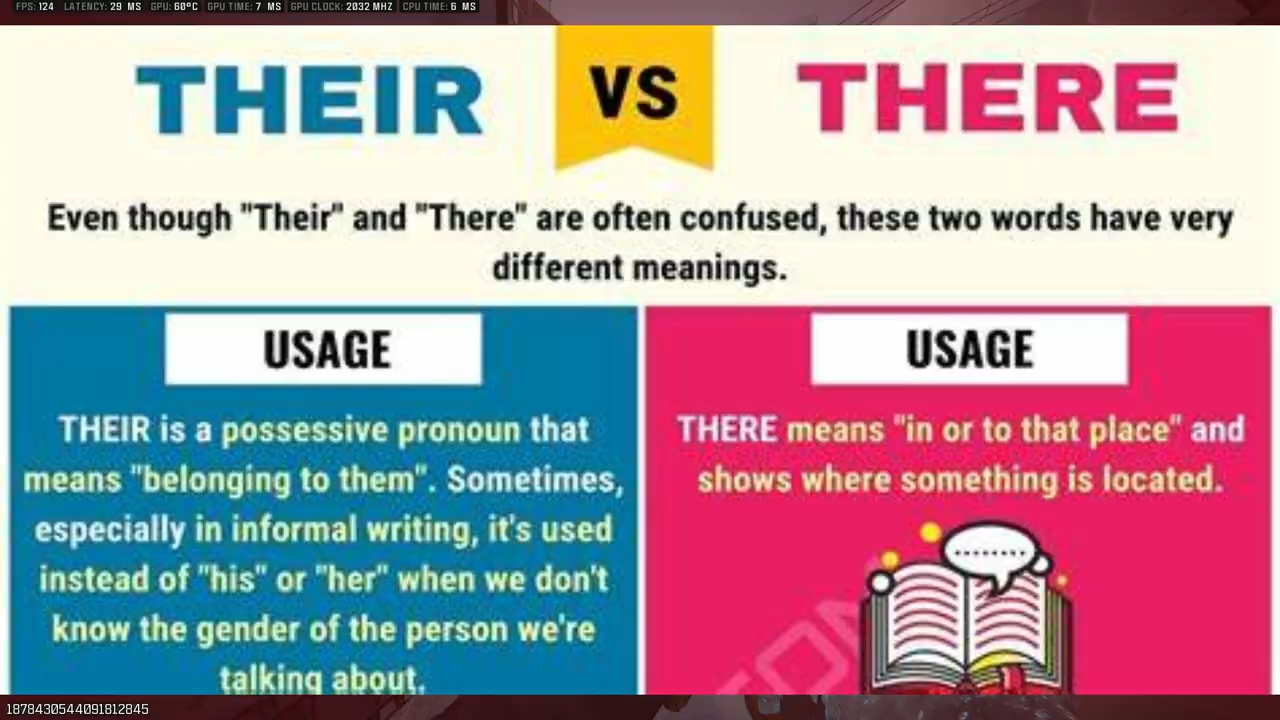 FPS: 124 LATENCY: 29 MS GPU: 60ºC GPU TIME: 7 MS GPU CLOCK: 2032 MHZ CPU TIME: 6 MS
THEIR VS THERE
Even though "Their" and "There" are often confused, these two words have very
different meanings.
USAGE
THEIR is a possessive pronoun that
means "belonging to them". Sometimes,
especially in informal writing, it's used
instead of "his" or "her" when we don't
know the gender of the person we're
talking about.
USAGE
THERE means "in or to that place" and
shows where something is located.
1878430544091812845